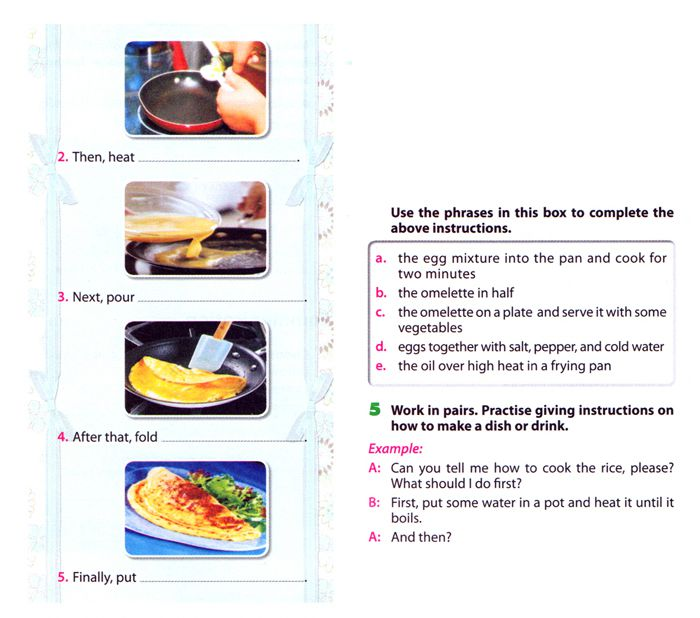 2. Then, heat ........................................................ .
3. Next, pour ........................................................ .
4. After that, fold ........................................................ .
5. Finally, put ........................................................ .
Use the phrases in this box to complete the
above instructions.
a. the egg mixture into the pan and cook for
two minutes
b. the omelette in half
c. the omelette on a plate and serve it with some
vegetables
d. eggs together with salt, pepper, and cold water
e. the oil over high heat in a frying pan
5 Work in pairs. Practise giving instructions on
how to make a dish or drink.
Example:
A: Can you tell me how to cook the rice, please?
What should I do first?
B: First, put some water in a pot and heat it until it
boils.
A: And then?